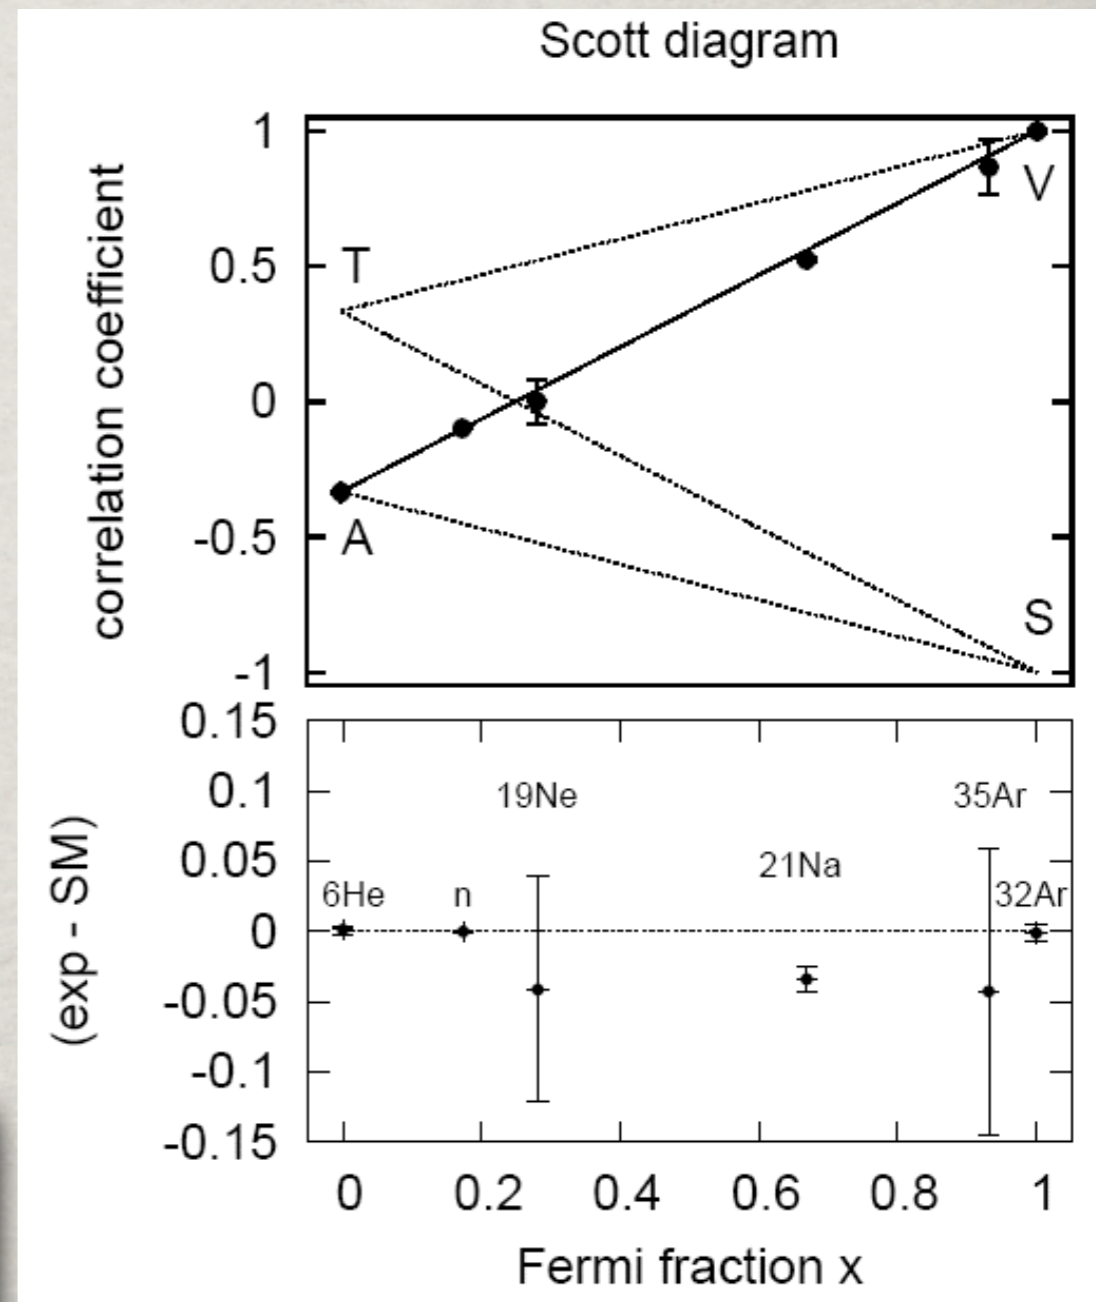 Scott diagram
correlation coefficient
1
0.5
0
-0.5
-1
T
A
V
S
(exp - SM)
0.15
0.1
0.05
0
-0.05
-0.1
-0.15
19Ne
35Ar
21Na
6He
n
32Ar
0 0.2 0.4 0.6 0.8 1
Fermi fraction x